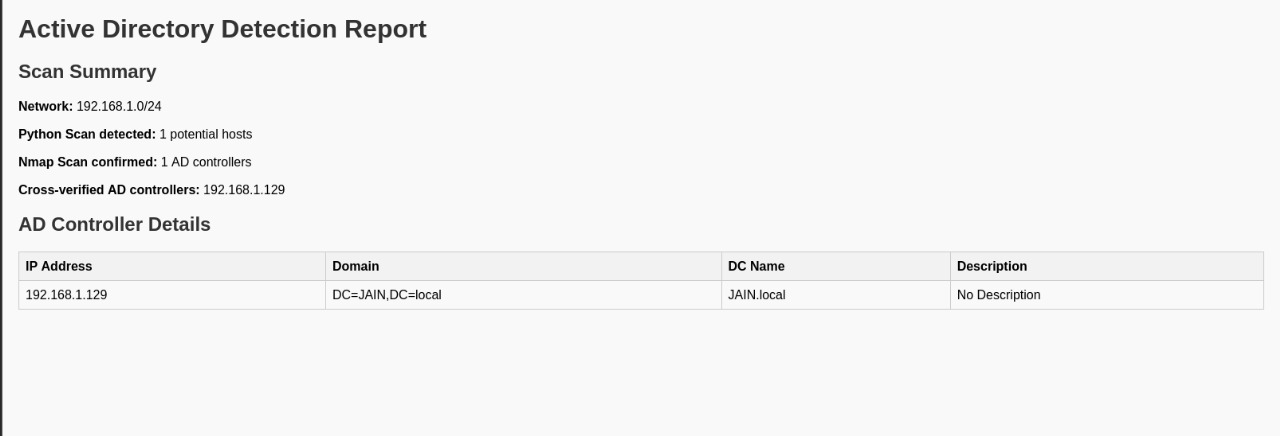 Active Directory Detection Report
Scan Summary
Network: 192.168.1.0/24
Python Scan detected: 1 potential hosts
Nmap Scan confirmed: 1 AD controllers
Cross-verified AD controllers: 192.168.1.129
AD Controller Details
IP Address Domain DC Name Description
192.168.1.129 DC=JAIN,DC=local JAIN.local No Description